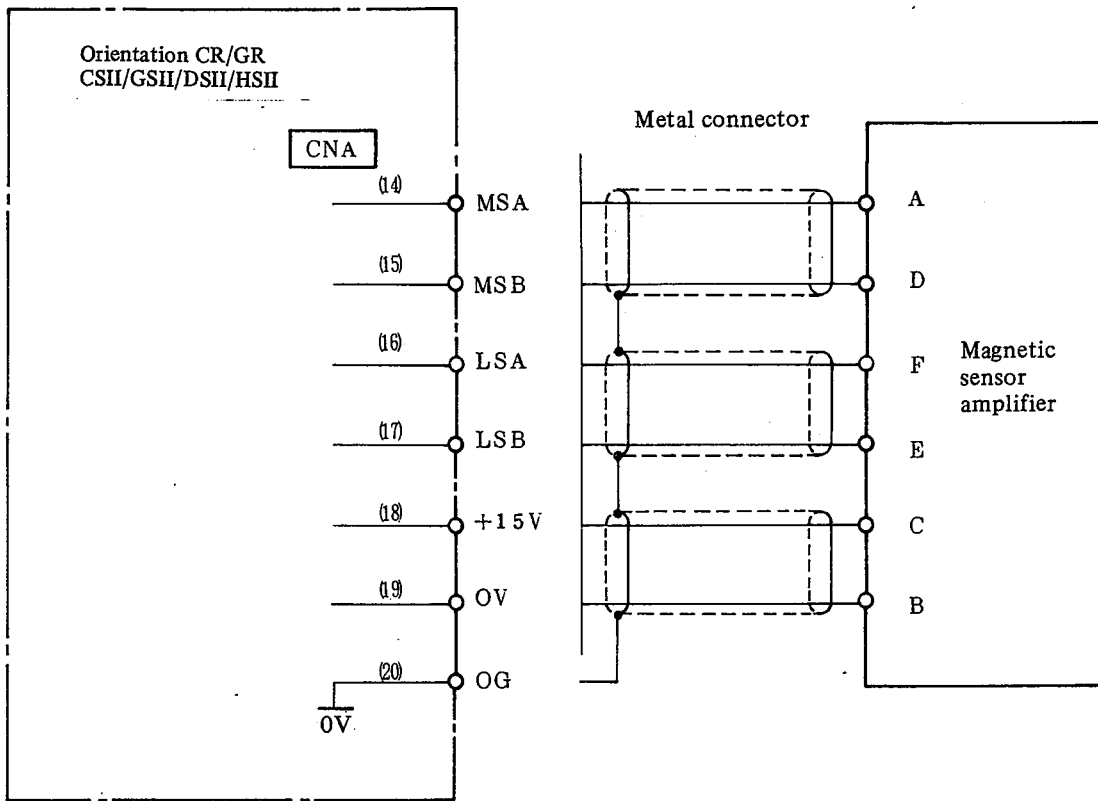 Orientation CR/GR
CSII/GSII/DSII/HSII
CNA
Metal connector
(14) MSA A
(15) MSB D
(16) LSA F
Magnetic
sensor
amplifier
(17) LSB E
(18) +15V C
(19) OV B
(20) OG
0V